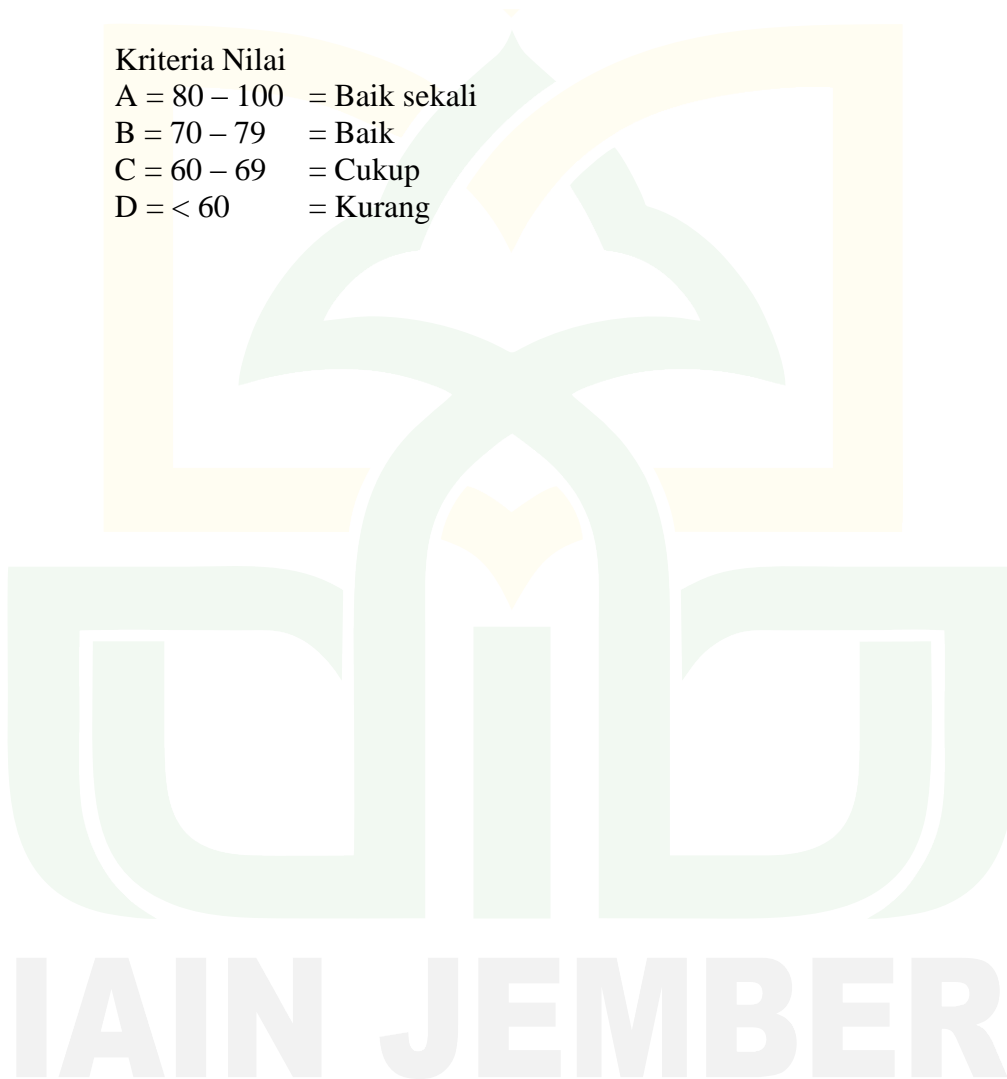 Kriteria Nilai
A = 80 – 100 = Baik sekali
B = 70 – 79 = Baik
C = 60 – 69 = Cukup
D = < 60 = Kurang
IAIN JEMBER